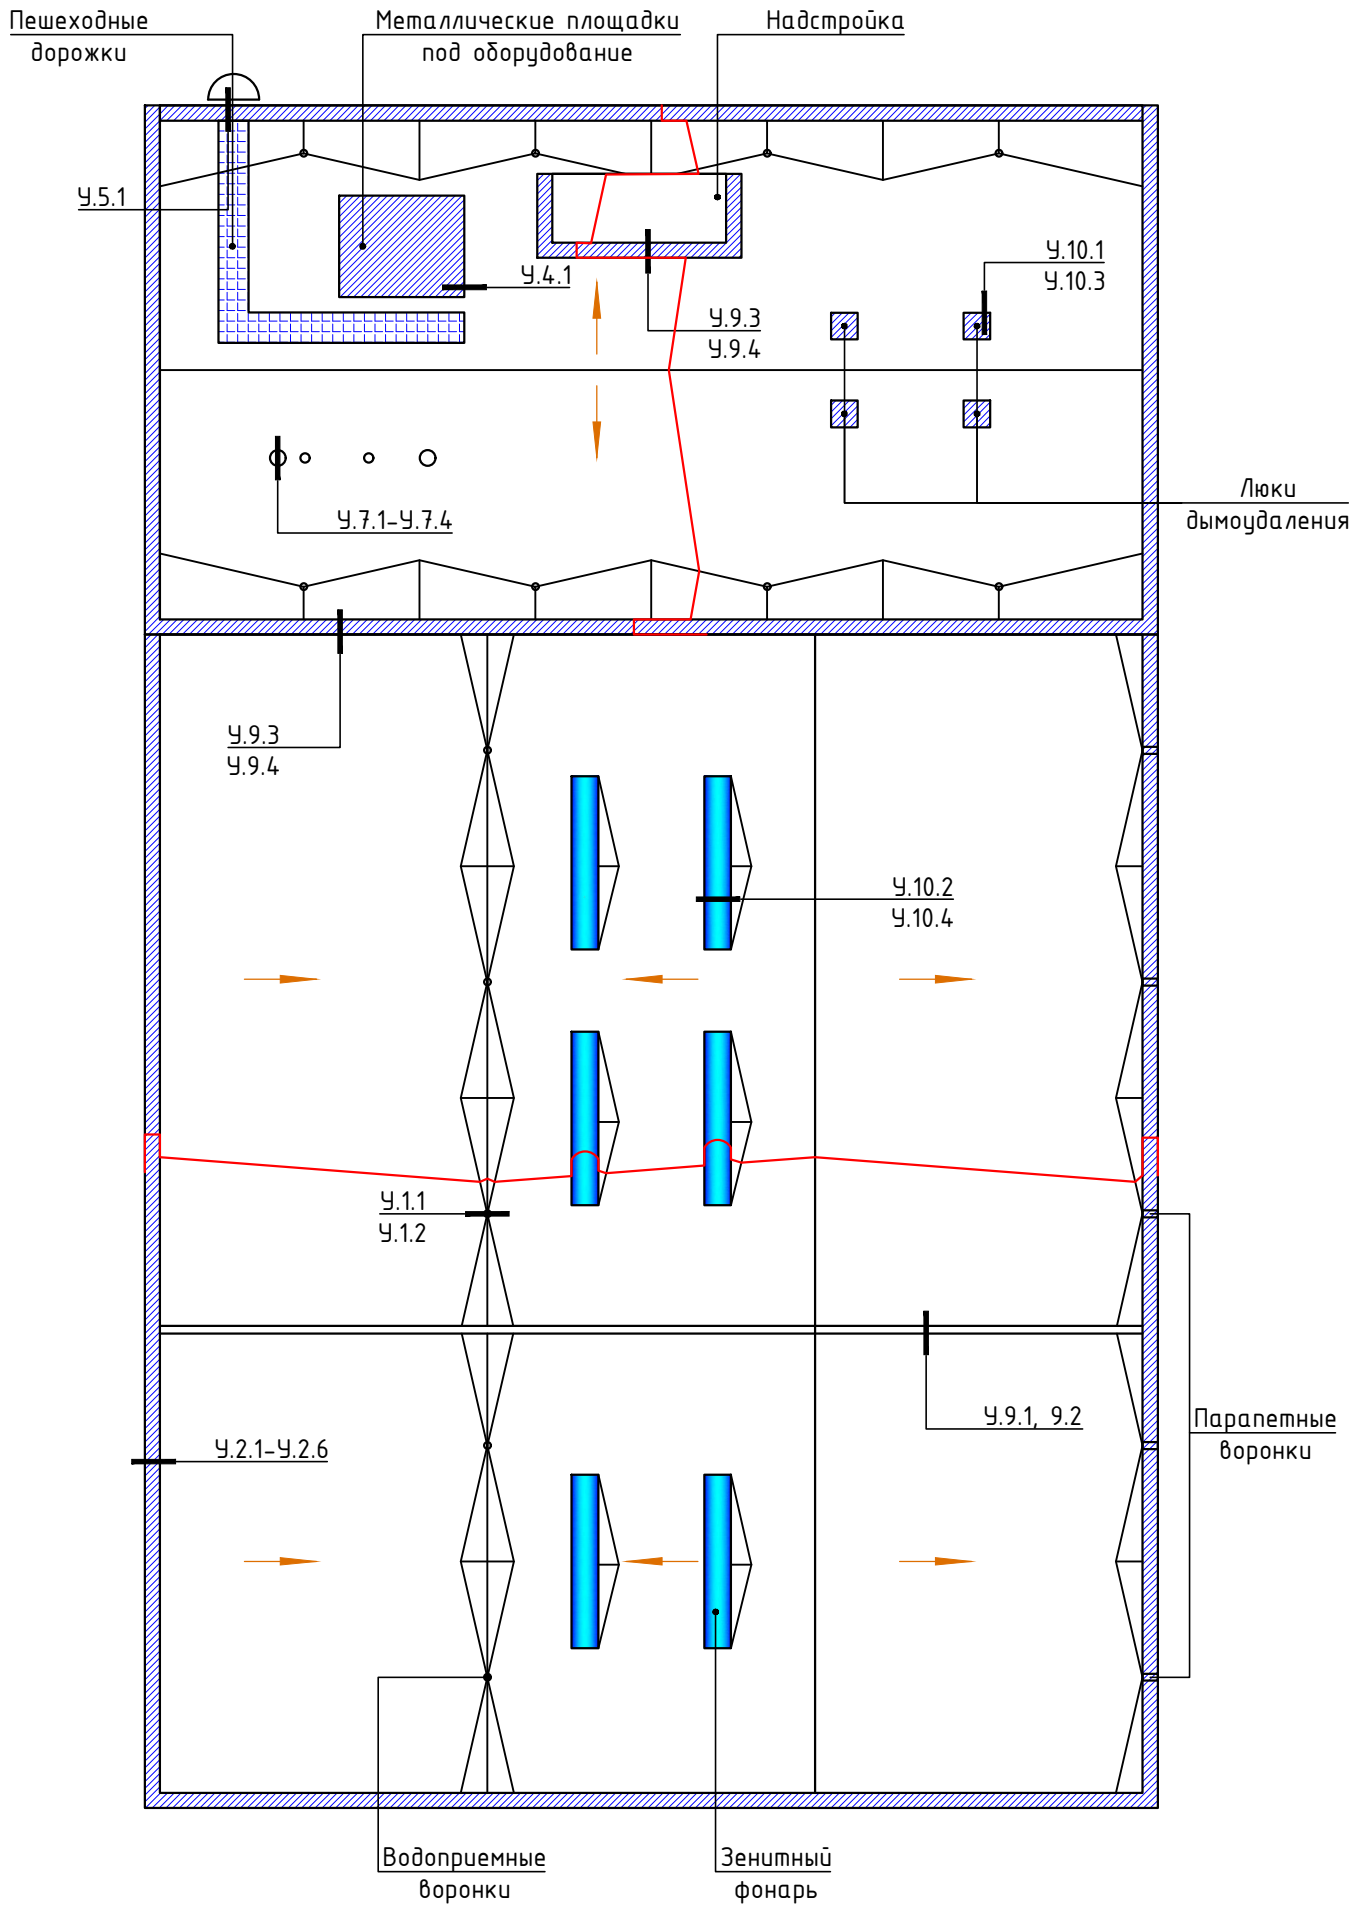 Пешеходные
дорожки
Металлические площадки
под оборудование
Надстройка
У.5.1
У.4.1
У.10.1
У.10.3
У.9.3
У.9.4
Люки
дымоудаления
У.7.1-У.7.4
У.9.3
У.9.4
У.10.2
У.10.4
У.1.1
У.1.2
У.9.1, 9.2
Парапетные
воронки
У.2.1-У.2.6
Водоприемные
воронки
Зенитный
фонарь